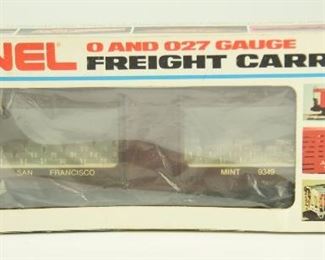 NEL
O AND O27 GAUGE
FREIGHT CARR
SAN FRANCISCO MINT 9349